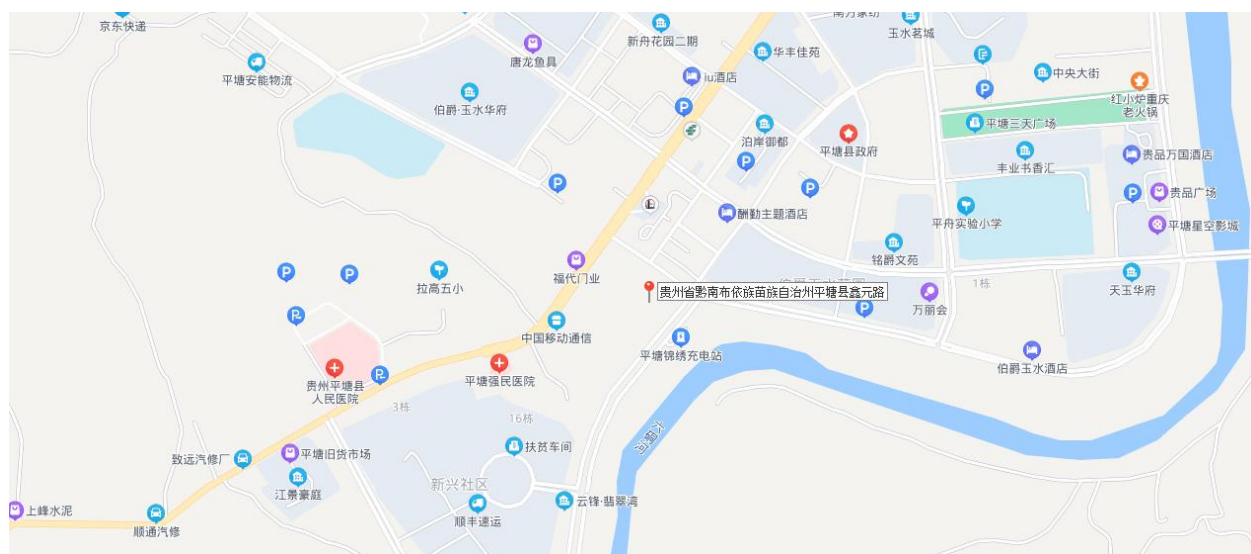 京东快递
新舟花园二期
玉水茗城
华丰佳苑
唐龙鱼具
平塘安能物流
iu酒店
中央大街
红小炉重庆
老火锅
伯爵·玉水华府
P
平塘三天广场
泊岸御都
平塘县政府
丰业书香汇
贵品万国酒店
P
P
P
P
P
贵品广场
酬勤主题酒店
平舟实验小学
平塘星空影城
铭爵文苑
福代门业
P
P
拉高五小
贵州省黔南布依族苗族自治州平塘县鑫元路
1栋
天玉华府
万丽会
P
P
中国移动通信
平塘锦绣充电站
伯爵玉水酒店
贵州平塘县
人民医院
P
平塘强民医院
3栋
16栋
六硐河
扶贫车间
致远汽修厂
平塘旧货市场
新兴社区
江景豪庭
云锋·翡翠湾
上峰水泥
顺丰速运
顺通汽修